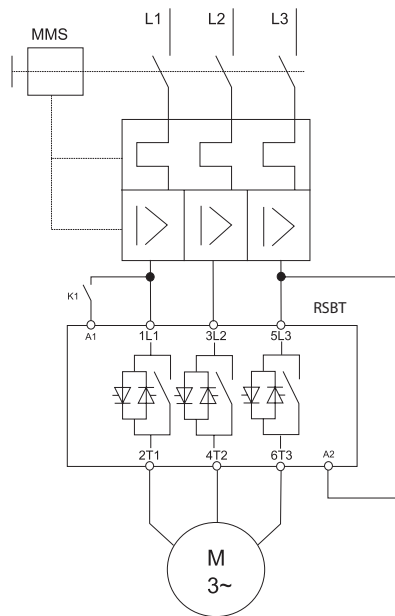 L1 L2 L3
MMS
K1
RSBT
A1 1L1 3L2 5L3
2T1 4T2 6T3 A2
M
3~